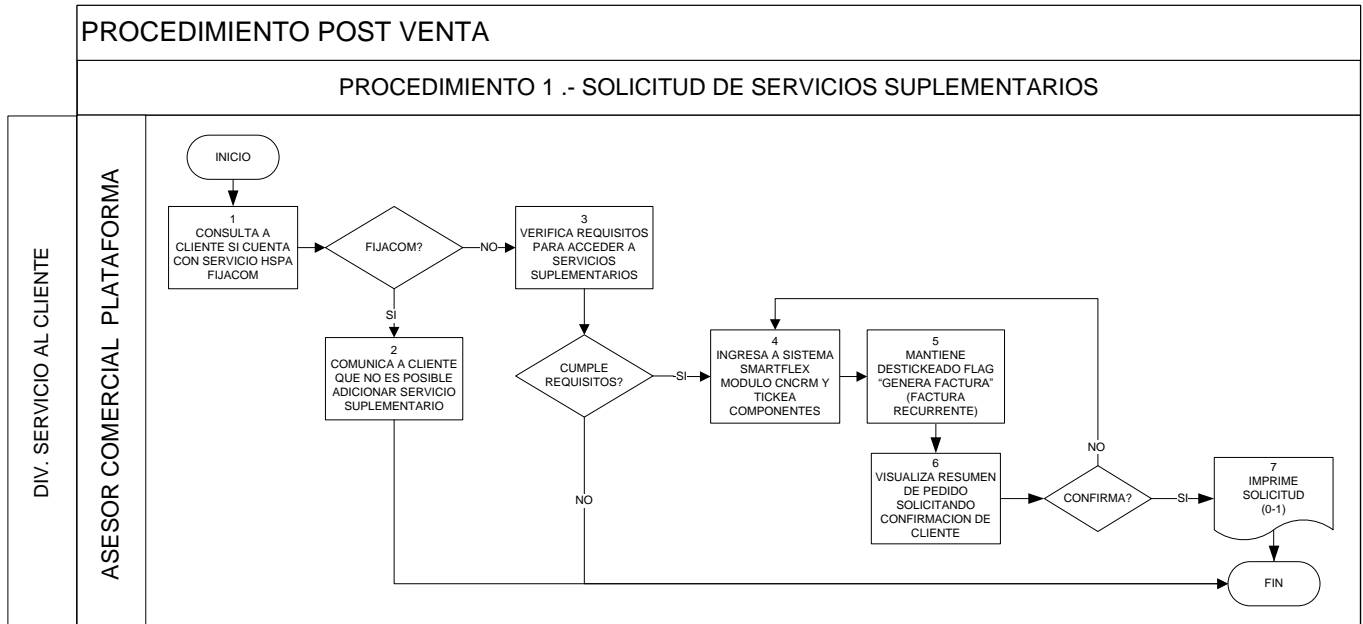 PROCEDIMIENTO POST VENTA
PROCEDIMIENTO 1 .- SOLICITUD DE SERVICIOS SUPLEMENTARIOS
DIV. SERVICIO AL CLIENTE
ASESOR COMERCIAL PLATAFORMA
INICIO
1
CONSULTA A
CLIENTE SI CUENTA
CON SERVICIO HSPA
FIJACOM
FIJACOM?
NO
SI
2
COMUNICA A CLIENTE
QUE NO ES POSIBLE
ADICIONAR SERVICIO
SUPLEMENTARIO
3
VERIFICA REQUISITOS
PARA ACCEDER A
SERVICIOS
SUPLEMENTARIOS
CUMPLE
REQUISITOS?
SI
NO
4
INGRESA A SISTEMA
SMARTFLEX
MODULO CNCRM Y
TICKEA
COMPONENTES
5
MANTIENE
DESTICKEADO FLAG
“GENERA FACTURA”
(FACTURA
RECURRENTE)
6
VISUALIZA RESUMEN
DE PEDIDO
SOLICITANDO
CONFIRMACION DE
CLIENTE
CONFIRMA?
NO
SI
7
IMPRIME
SOLICITUD
(0-1)
FIN